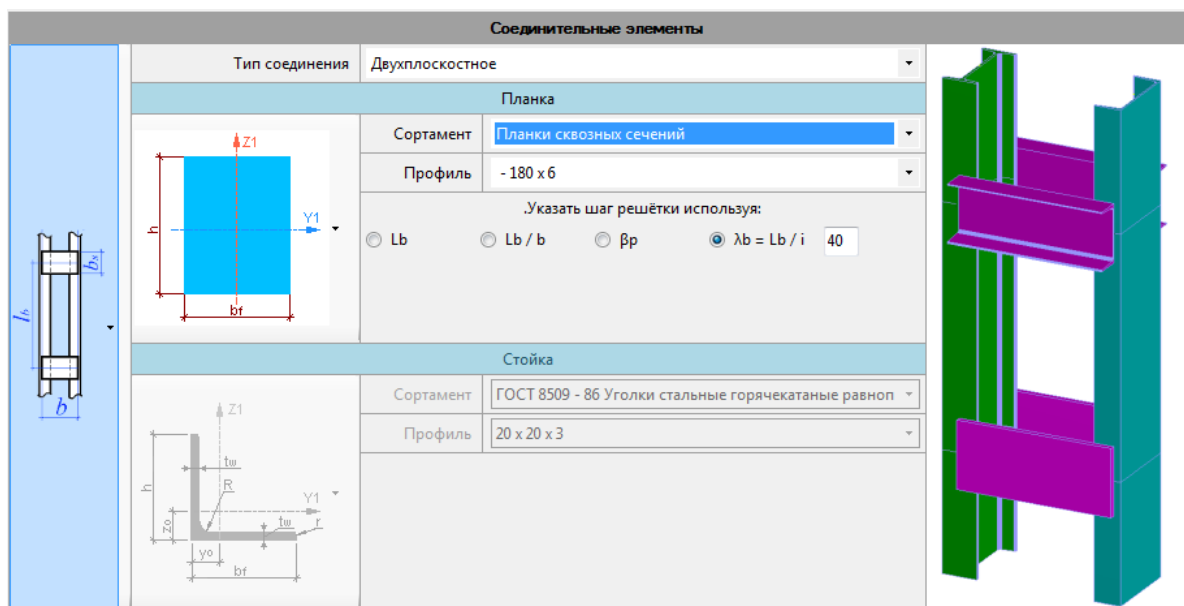 Соединительные элементы
Тип соединения Двухплоскостное
Планка
Сортамент Планки сквозных сечений
Профиль - 180 x 6
.Указать шаг решётки используя:
Lb Lb / b βp λb = Lb / i 40
Z1
Y1
h
bf
bs
lb
b
Стойка
Сортамент ГОСТ 8509 - 86 Уголки стальные горячекатаные равноп
Профиль 20 x 20 x 3
Z1
tw
h
R
Y1
zo
tw r
yo
bf